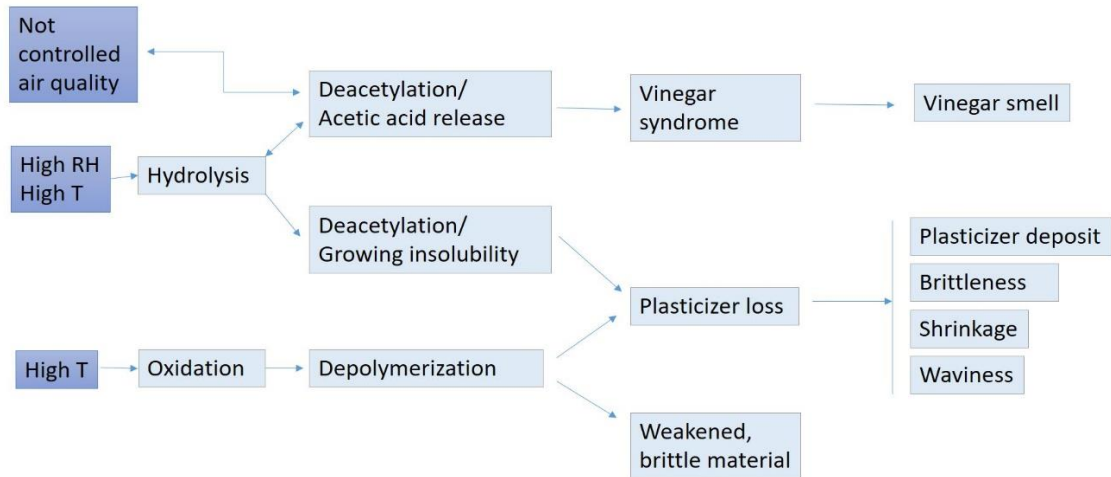 Not
controlled
air quality
Deacetylation/
Acetic acid release
Vinegar
syndrome
Vinegar smell
High RH
High T
Hydrolysis
Deacetylation/
Growing insolubility
Plasticizer loss
Plasticizer deposit
Brittleness
Shrinkage
Waviness
High T
Oxidation
Depolymerization
Weakened,
brittle material